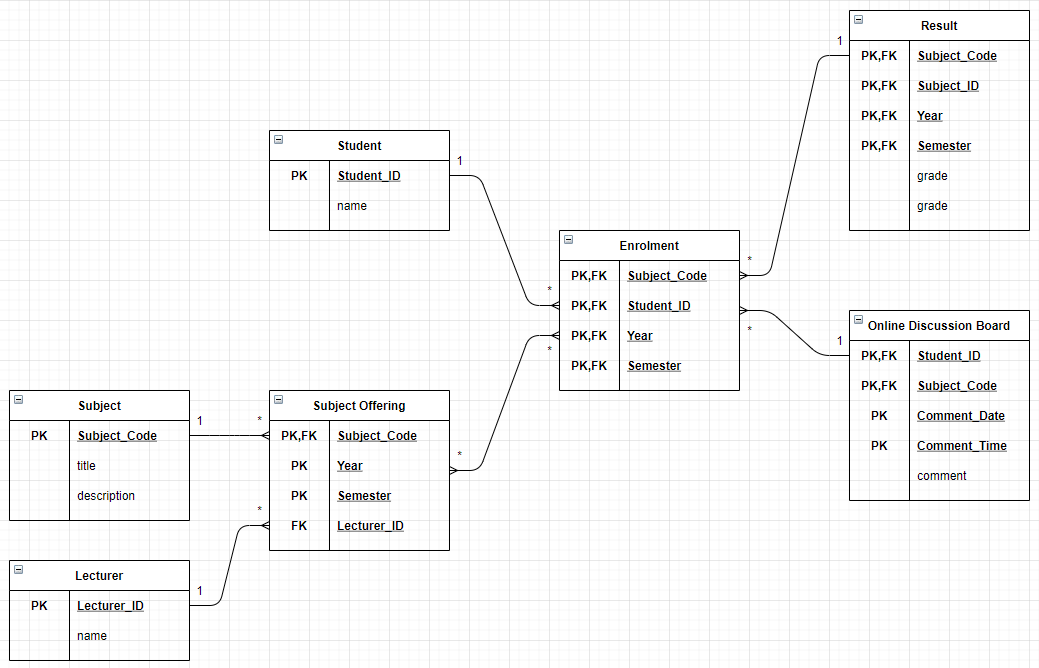 Result
1
PK,FK Subject_Code
PK,FK Subject_ID
PK,FK Year
PK,FK Semester
grade
grade
Student
1
PK Student_ID
name
Enrolment
*
PK,FK Subject_Code
*
PK,FK Student_ID
*
PK,FK Year
*
PK,FK Semester
Online Discussion Board
1
PK,FK Student_ID
PK,FK Subject_Code
PK Comment_Date
PK Comment_Time
comment
Subject
1
PK Subject_Code
title
description
Subject Offering
*
PK,FK Subject_Code
*
PK Year
PK Semester
*
FK Lecturer_ID
Lecturer
1
PK Lecturer_ID
name